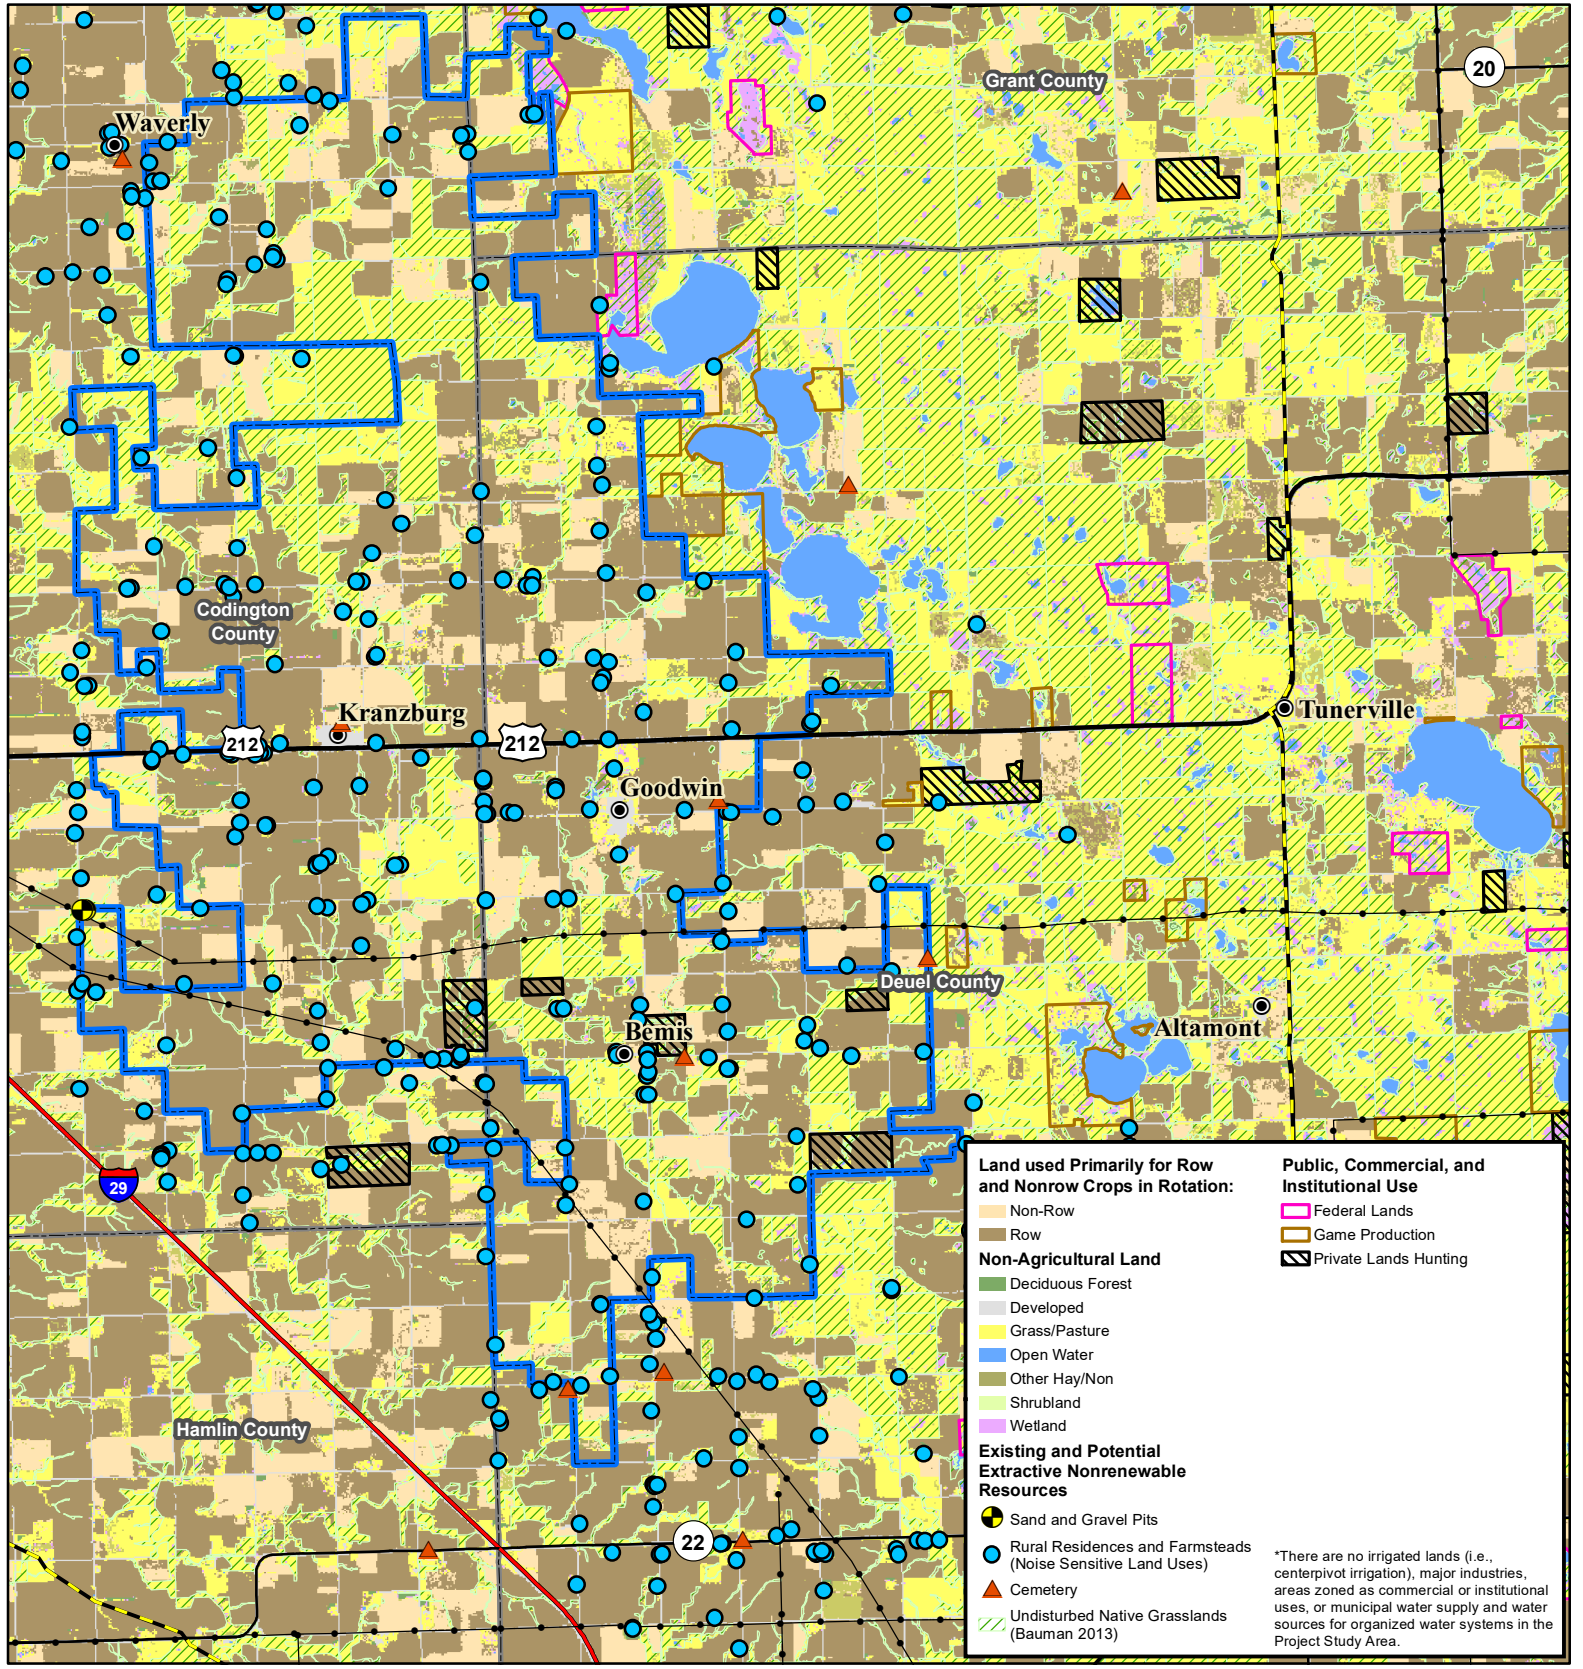 Grant County
20
Waverly
Codington
County
Kranzburg
212
212
Tunerville
Goodwin
Deuel County
Bemis
Altamont
29
Hamlin County
22
Land used Primarily for Row
and Nonrow Crops in Rotation:
Non-Row
Row
Non-Agricultural Land
Deciduous Forest
Developed
Grass/Pasture
Open Water
Other Hay/Non
Shrubland
Wetland
Existing and Potential
Extractive Nonrenewable
Resources
Sand and Gravel Pits
Rural Residences and Farmsteads
(Noise Sensitive Land Uses)
Cemetery
Undisturbed Native Grasslands
(Bauman 2013)
Public, Commercial, and
Institutional Use
Federal Lands
Game Production
Private Lands Hunting
*There are no irrigated lands (i.e.,
centerpivot irrigation), major industries,
areas zoned as commercial or institutional
uses, or municipal water supply and water
sources for organized water systems in the
Project Study Area.